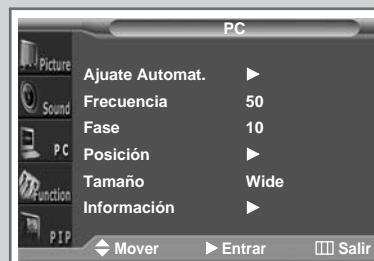 PC
Picture
Sound
PC
Function
PIP
Ajuate Automat. ▶
Frecuencia 50
Fase 10
Posición ▶
Tamaño Wide
Información ▶
Mover ▶ Entrar Salir